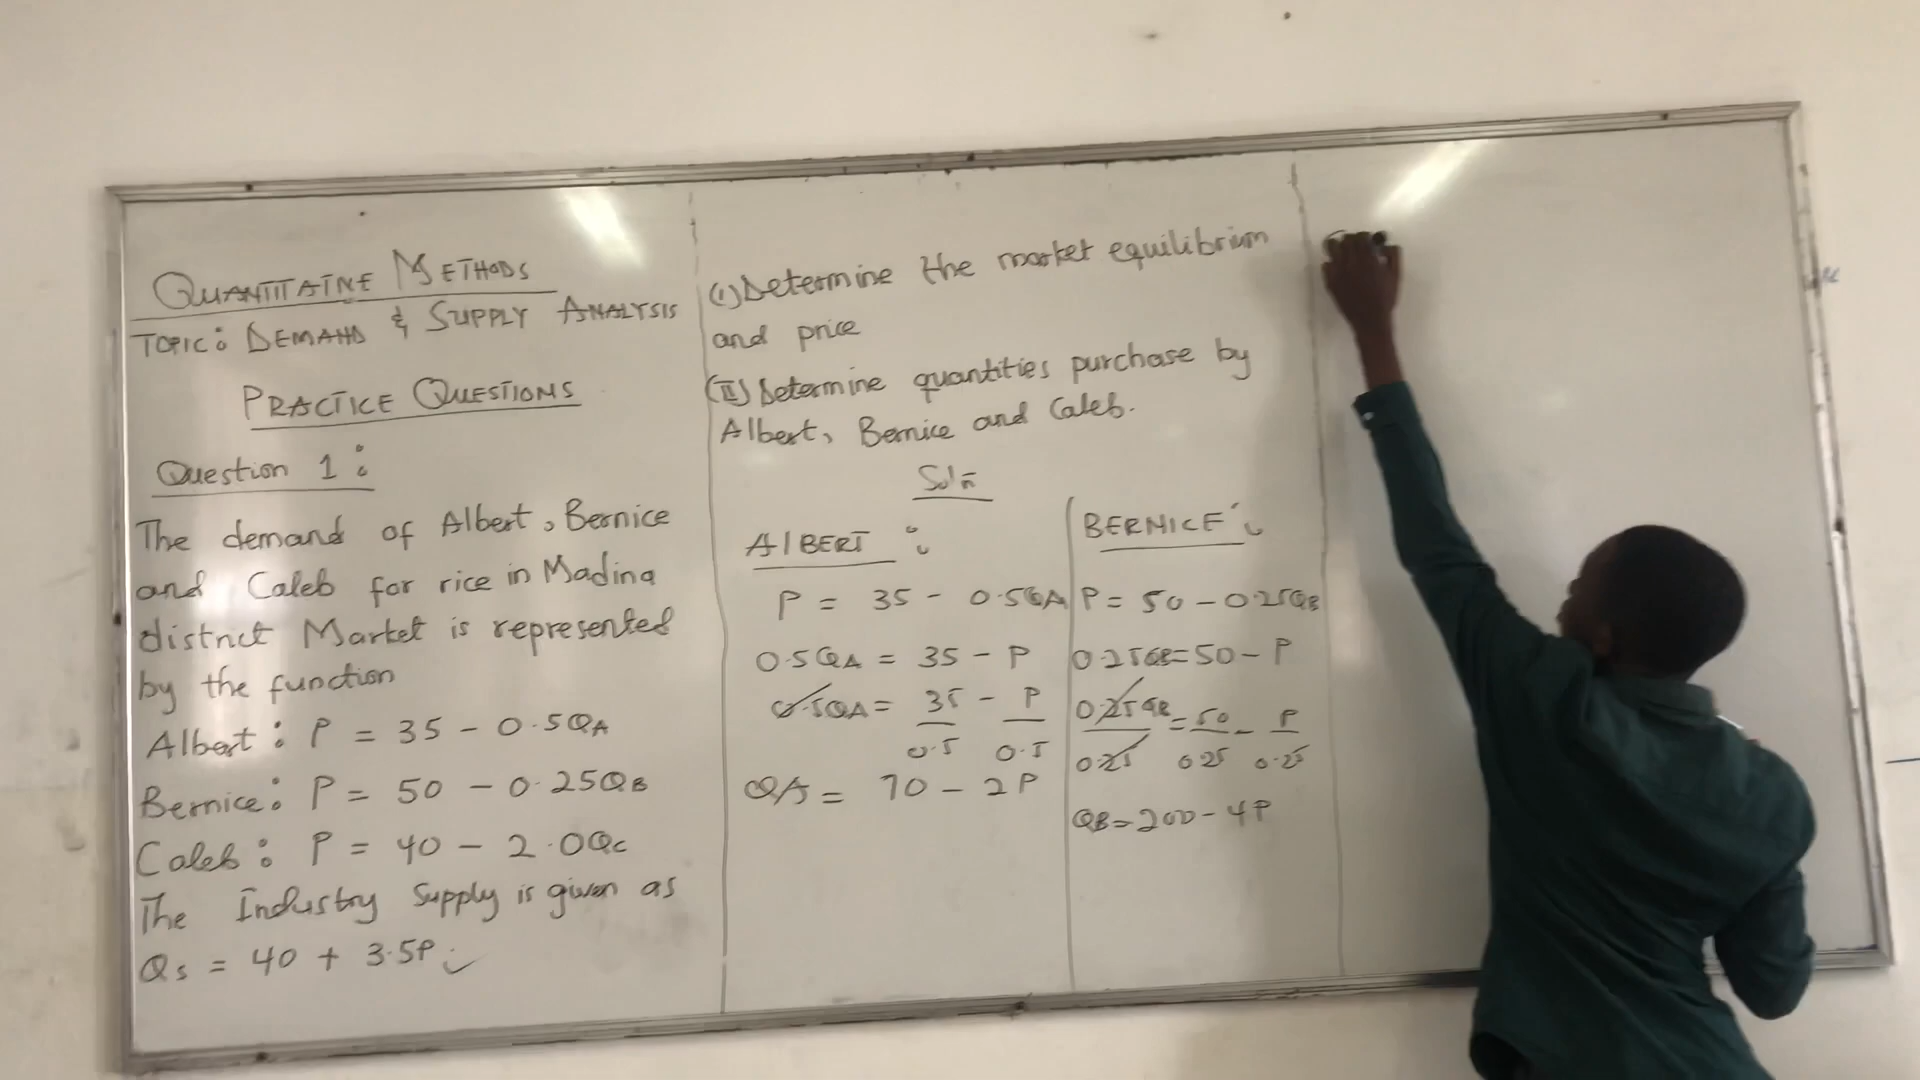 QUANTITATIVE METHODS
TOPIC: DEMAND & SUPPLY ANALYSIS
PRACTICE QUESTIONS
Question 1:
The demand of Albert, Bernice
and Caleb for rice in Madina
district Market is represented
by the function
Albert: P = 35 - 0.5QA
Bernice: P = 50 - 0.25QB
Caleb: P = 40 - 2.0Qc
The Industry Supply is given as
Qs = 40 + 3.5P
(i) Determine the market equilibrium
and price
(II) Determine quantities purchase by
Albert, Bernice and Caleb.
Soln
ALBERT:
P = 35 - 0.5QA
0.5QA = 35 - P
0.5QA = 35 - P
0.5 0.5
QA = 70 - 2P
BERNICE:
P = 50 - 0.25QB
0.25QB = 50 - P
0.25QB = 50 - P
0.25 0.25 0.25
QB = 200 - 4P